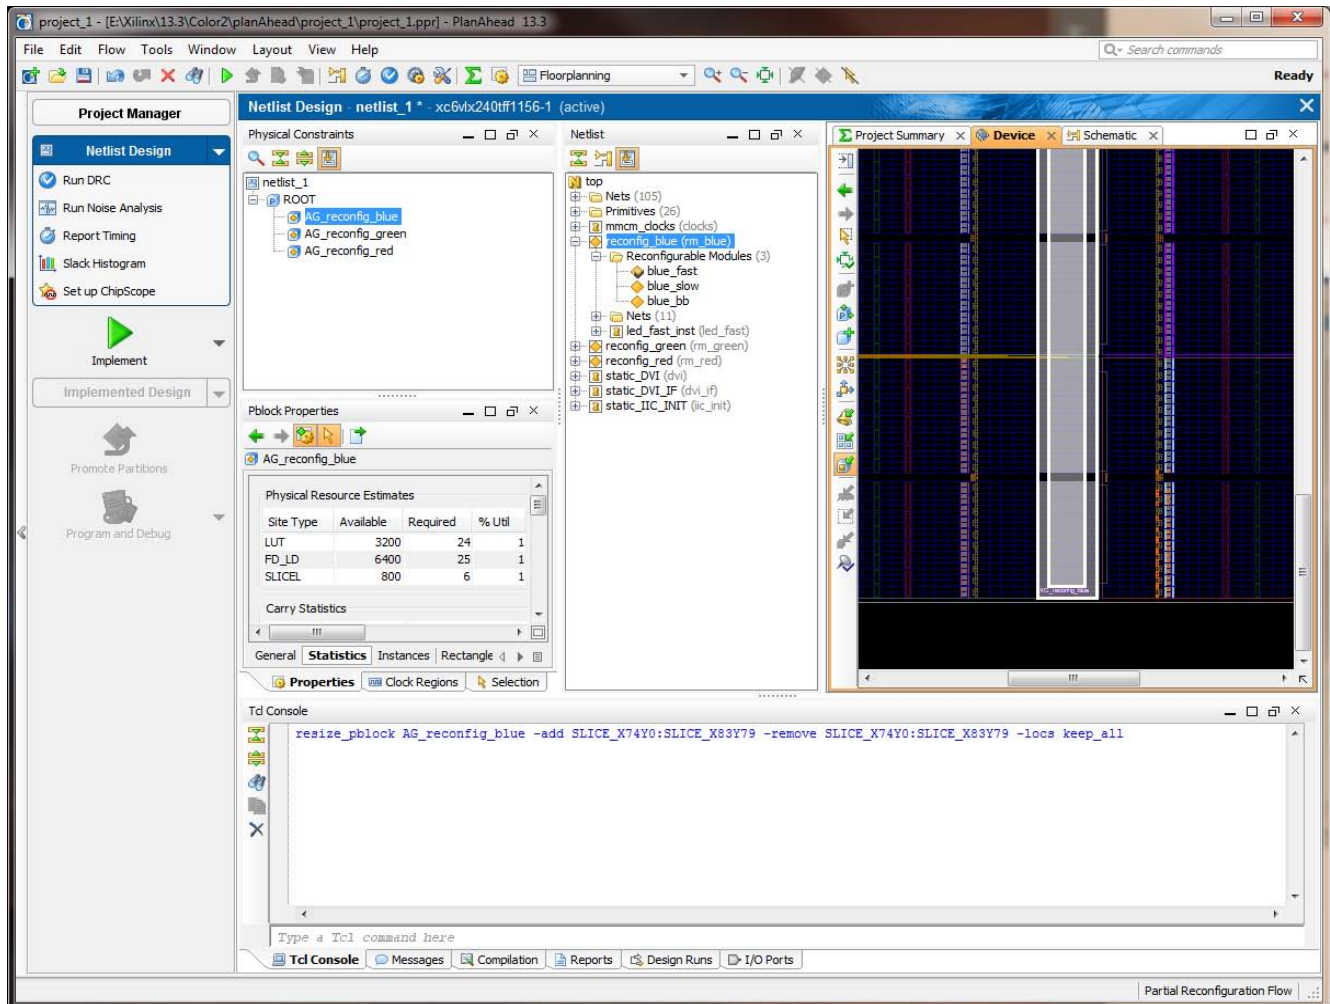 project_1 - [E:\Xilinx\13.3\Color2\planAhead\project_1\project_1.ppr] - PlanAhead 13.3
File Edit Flow Tools Window Layout View Help
Search commands
Floorplanning
Ready
Project Manager
Netlist Design
Run DRC
Run Noise Analysis
Report Timing
Slack Histogram
Set up ChipScope
Implement
Implemented Design
Promote Partitions
Program and Debug
Netlist Design - netlist_1 * - xc6vlx240tff1156-1 (active)
Physical Constraints
netlist_1
ROOT
AG_reconfig_blue
AG_reconfig_green
AG_reconfig_red
Pblock Properties
AG_reconfig_blue
Physical Resource Estimates
Site Type Available Required % Util
LUT 3200 24 1
FD_LD 6400 25 1
SLICEL 800 6 1
Carry Statistics
General Statistics Instances Rectangle
Properties Clock Regions Selection
Netlist
top
Nets (105)
Primitives (26)
mmcm_clocks (clocks)
reconfig_blue (rm_blue)
Reconfigurable Modules (3)
blue_fast
blue_slow
blue_bb
Nets (11)
led_fast_inst (led_fast)
reconfig_green (rm_green)
reconfig_red (rm_red)
static_DVI (dvi)
static_DVI_IF (dvi_if)
static_IIC_INIT (iic_init)
Project Summary Device Schematic
AG_reconfig_blue
Tcl Console
resize_pblock AG_reconfig_blue -add SLICE_X74Y0:SLICE_X83Y79 -remove SLICE_X74Y0:SLICE_X83Y79 -locs keep_all
Type a Tcl command here
Tcl Console Messages Compilation Reports Design Runs I/O Ports
Partial Reconfiguration Flow